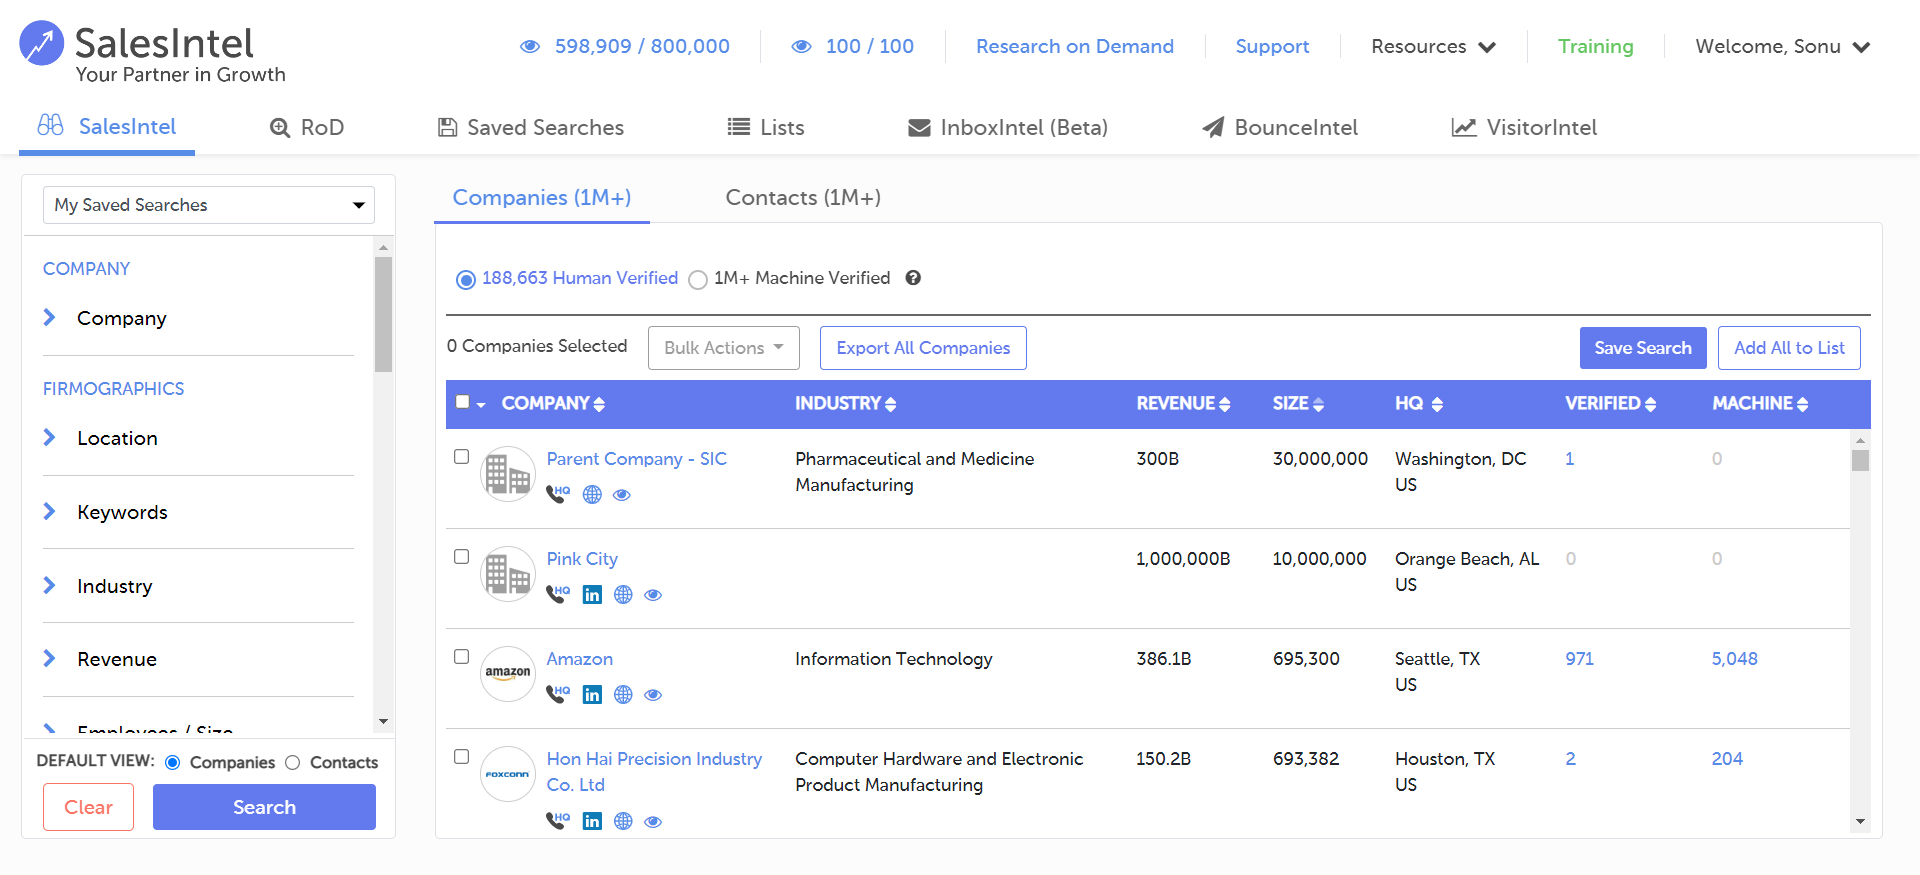 SalesIntel
Your Partner in Growth
598,909 / 800,000
100 / 100
Research on Demand
Support
Resources
Training
Welcome, Sonu
SalesIntel
RoD
Saved Searches
Lists
InboxIntel (Beta)
BounceIntel
VisitorIntel
My Saved Searches
COMPANY
Company
FIRMOGRAPHICS
Location
Keywords
Industry
Revenue
Employees / Size
DEFAULT VIEW: Companies Contacts
Clear
Search
Companies (1M+)
Contacts (1M+)
188,663 Human Verified
1M+ Machine Verified
0 Companies Selected
Bulk Actions
Export All Companies
Save Search
Add All to List
COMPANY INDUSTRY REVENUE SIZE HQ VERIFIED MACHINE
Parent Company - SIC Pharmaceutical and Medicine 300B 30,000,000 Washington, DC 1 0
Manufacturing US
HQ
Pink City 1,000,000B 10,000,000 Orange Beach, AL 0 0
US
HQ in
amazon
Amazon Information Technology 386.1B 695,300 Seattle, TX 971 5,048
US
HQ in
FOXCONN
Hon Hai Precision Industry Computer Hardware and Electronic 150.2B 693,382 Houston, TX 2 204
Co. Ltd Product Manufacturing US
HQ in